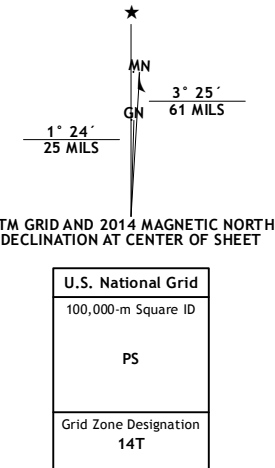 ★
MN
GN
3° 25´
61 MILS
1° 24´
25 MILS
TM GRID AND 2014 MAGNETIC NORTH
DECLINATION AT CENTER OF SHEET
U.S. National Grid
100,000-m Square ID
PS
Grid Zone Designation
14T